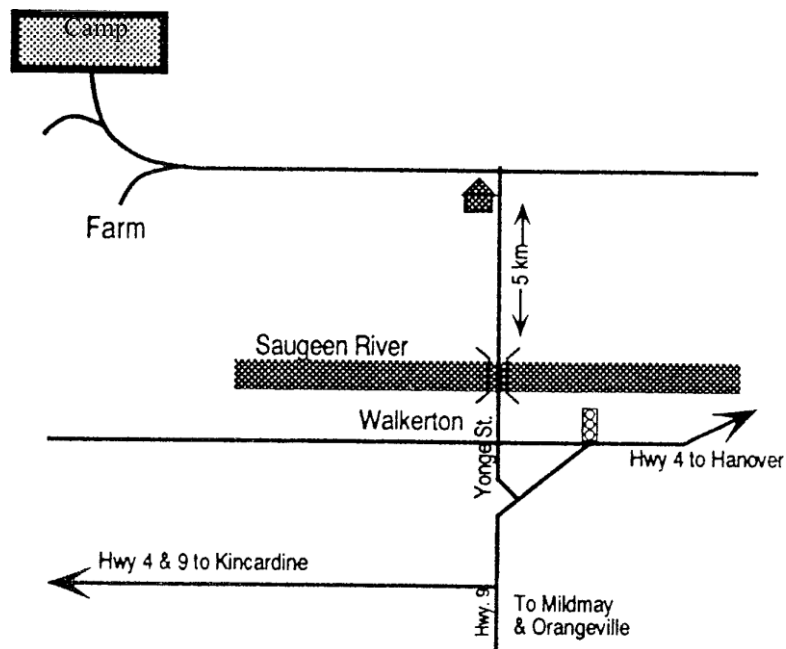 Camp
Farm
5 km
Saugeen River
Walkerton
Yonge St.
Hwy 4 to Hanover
Hwy 4 & 9 to Kincardine
Hwy. 9
To Mildmay
& Orangeville